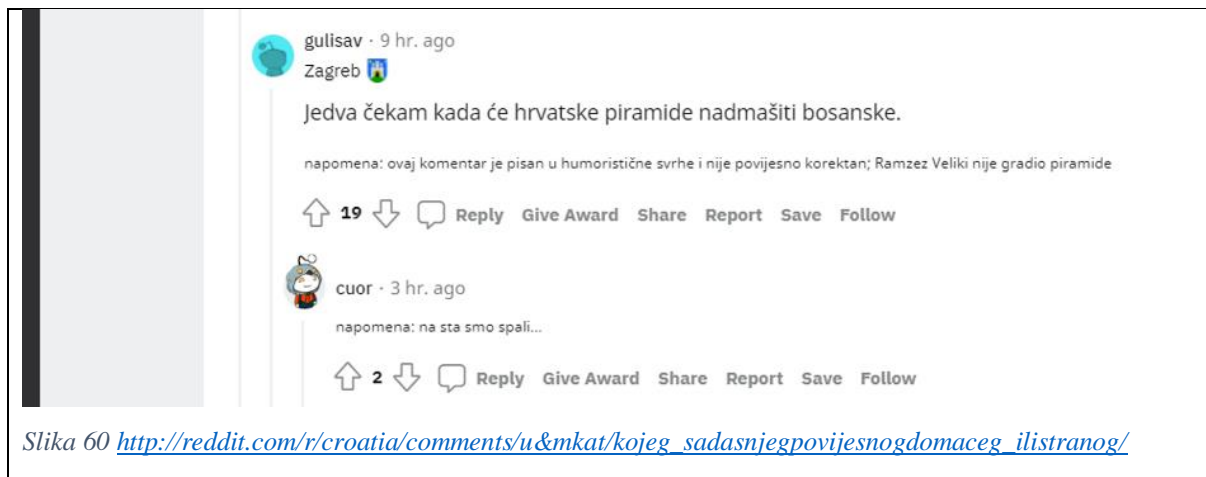 gulisav · 9 hr. ago
Zagreb
Jedva čekam kada će hrvatske piramide nadmašiti bosanske.
napomena: ovaj komentar je pisan u humoristične svrhe i nije povijesno korektan; Ramzez Veliki nije gradio piramide
19 Reply Give Award Share Report Save Follow
cuor · 3 hr. ago
napomena: na sta smo spali...
2 Reply Give Award Share Report Save Follow
Slika 60 http://reddit.com/r/croatia/comments/u&mkat/kojeg_sadasnjegpovijesnogdomaceg_ilistranog/